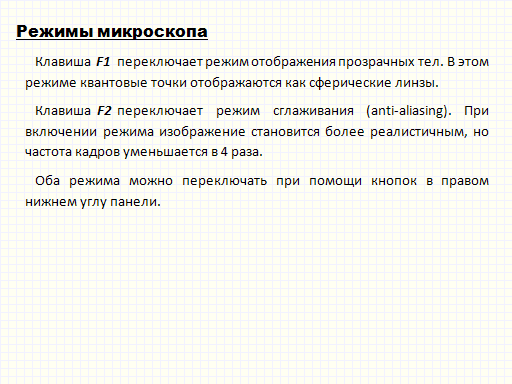 Режимы микроскопа
Клавиша F1 переключает режим отображения прозрачных тел. В этом
режиме квантовые точки отображаются как сферические линзы.
Клавиша F2 переключает режим сглаживания (anti-aliasing). При
включении режима изображение становится более реалистичным, но
частота кадров уменьшается в 4 раза.
Оба режима можно переключать при помощи кнопок в правом
нижнем углу панели.